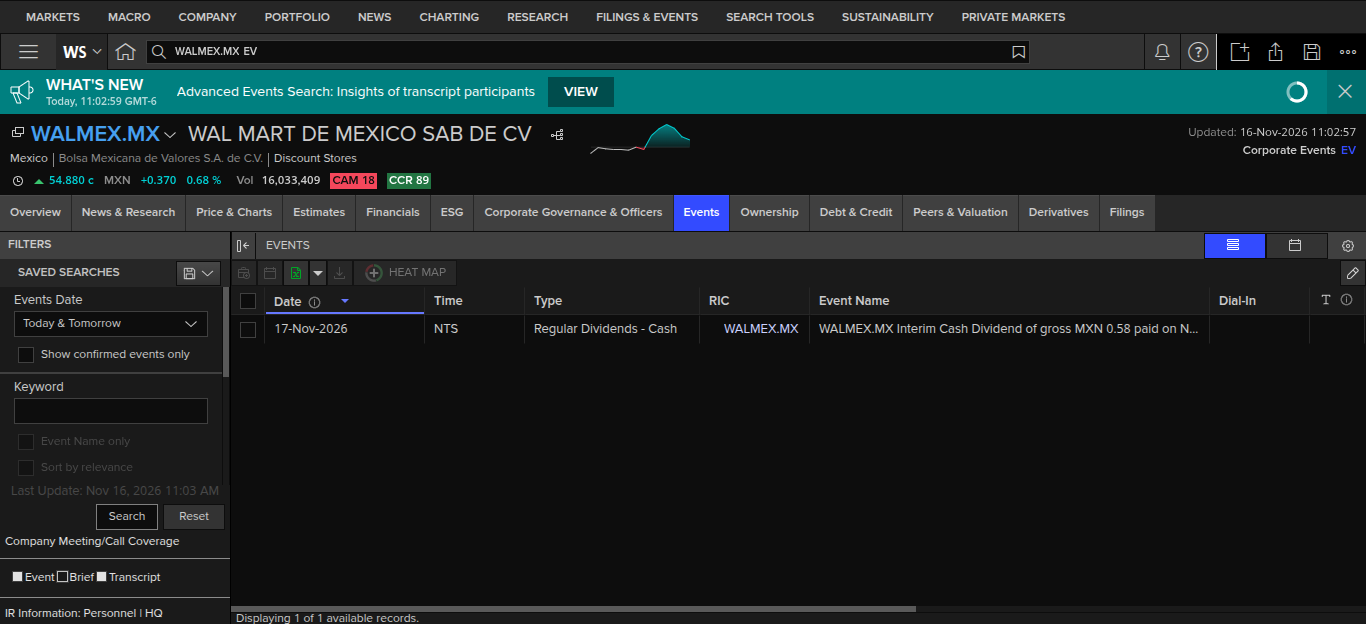 MARKETS MACRO COMPANY PORTFOLIO NEWS CHARTING RESEARCH FILINGS & EVENTS SEARCH TOOLS SUSTAINABILITY PRIVATE MARKETS
WS WALMEX.MX EV
WHAT'S NEW
Today, 11:02:59 GMT-6
Advanced Events Search: Insights of transcript participants VIEW
WALMEX.MX WAL MART DE MEXICO SAB DE CV
Updated: 16-Nov-2026 11:02:57
Mexico | Bolsa Mexicana de Valores S.A. de C.V. | Discount Stores
Corporate Events EV
54.880 c MXN +0.370 0.68 % Vol 16,033,409 CAM 18 CCR 89
Overview News & Research Price & Charts Estimates Financials ESG Corporate Governance & Officers Events Ownership Debt & Credit Peers & Valuation Derivatives Filings
FILTERS
EVENTS
SAVED SEARCHES
HEAT MAP
Events Date
Today & Tomorrow
Show confirmed events only
Keyword
Event Name only
Sort by relevance
Last Update: Nov 16, 2026 11:03 AM
Search Reset
Company Meeting/Call Coverage
Event Brief Transcript
IR Information: Personnel | HQ
Date Time Type RIC Event Name Dial-In T
17-Nov-2026 NTS Regular Dividends - Cash WALMEX.MX WALMEX.MX Interim Cash Dividend of gross MXN 0.58 paid on N...
Displaying 1 of 1 available records.